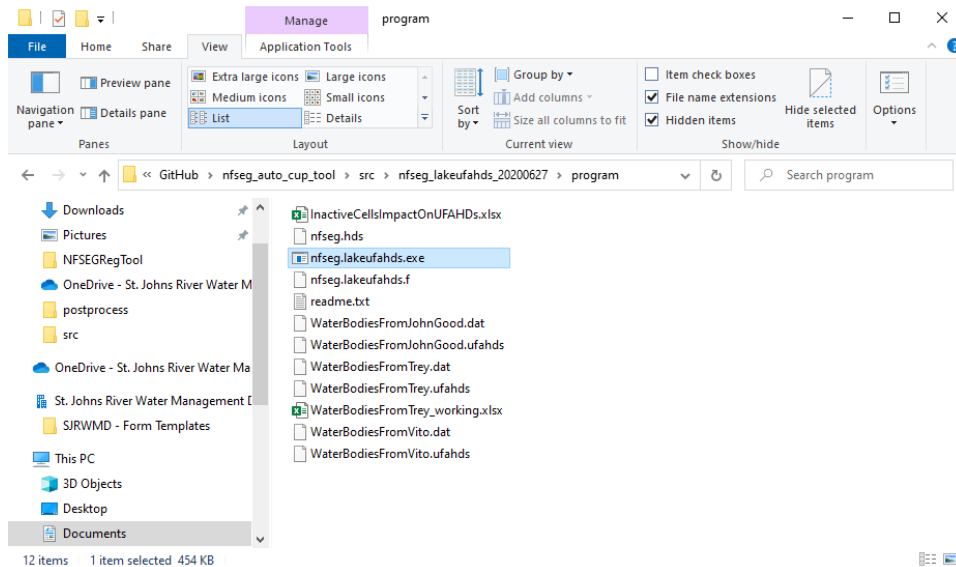 Manage
program
File
Home
Share
View
Application Tools
Navigation pane
Preview pane
Details pane
Panes
Extra large icons
Large icons
Medium icons
Small icons
List
Details
Layout
Sort by
Group by
Add columns
Size all columns to fit
Current view
Item check boxes
File name extensions
Hidden items
Hide selected items
Show/hide
Options
« GitHub › nfseg_auto_cup_tool › src › nfseg_lakeufahds_20200627 › program
Search program
Downloads
Pictures
NFSEGRegTool
OneDrive - St. Johns River Water M
postprocess
src
OneDrive - St. Johns River Water Ma
St. Johns River Water Management D
SJRWMD - Form Templates
This PC
3D Objects
Desktop
Documents
InactiveCellsImpactOnUFAHDs.xlsx
nfseg.hds
nfseg.lakeufahds.exe
nfseg.lakeufahds.f
readme.txt
WaterBodiesFromJohnGood.dat
WaterBodiesFromJohnGood.ufahds
WaterBodiesFromTrey.dat
WaterBodiesFromTrey.ufahds
WaterBodiesFromTrey_working.xlsx
WaterBodiesFromVito.dat
WaterBodiesFromVito.ufahds
12 items
1 item selected 454 KB